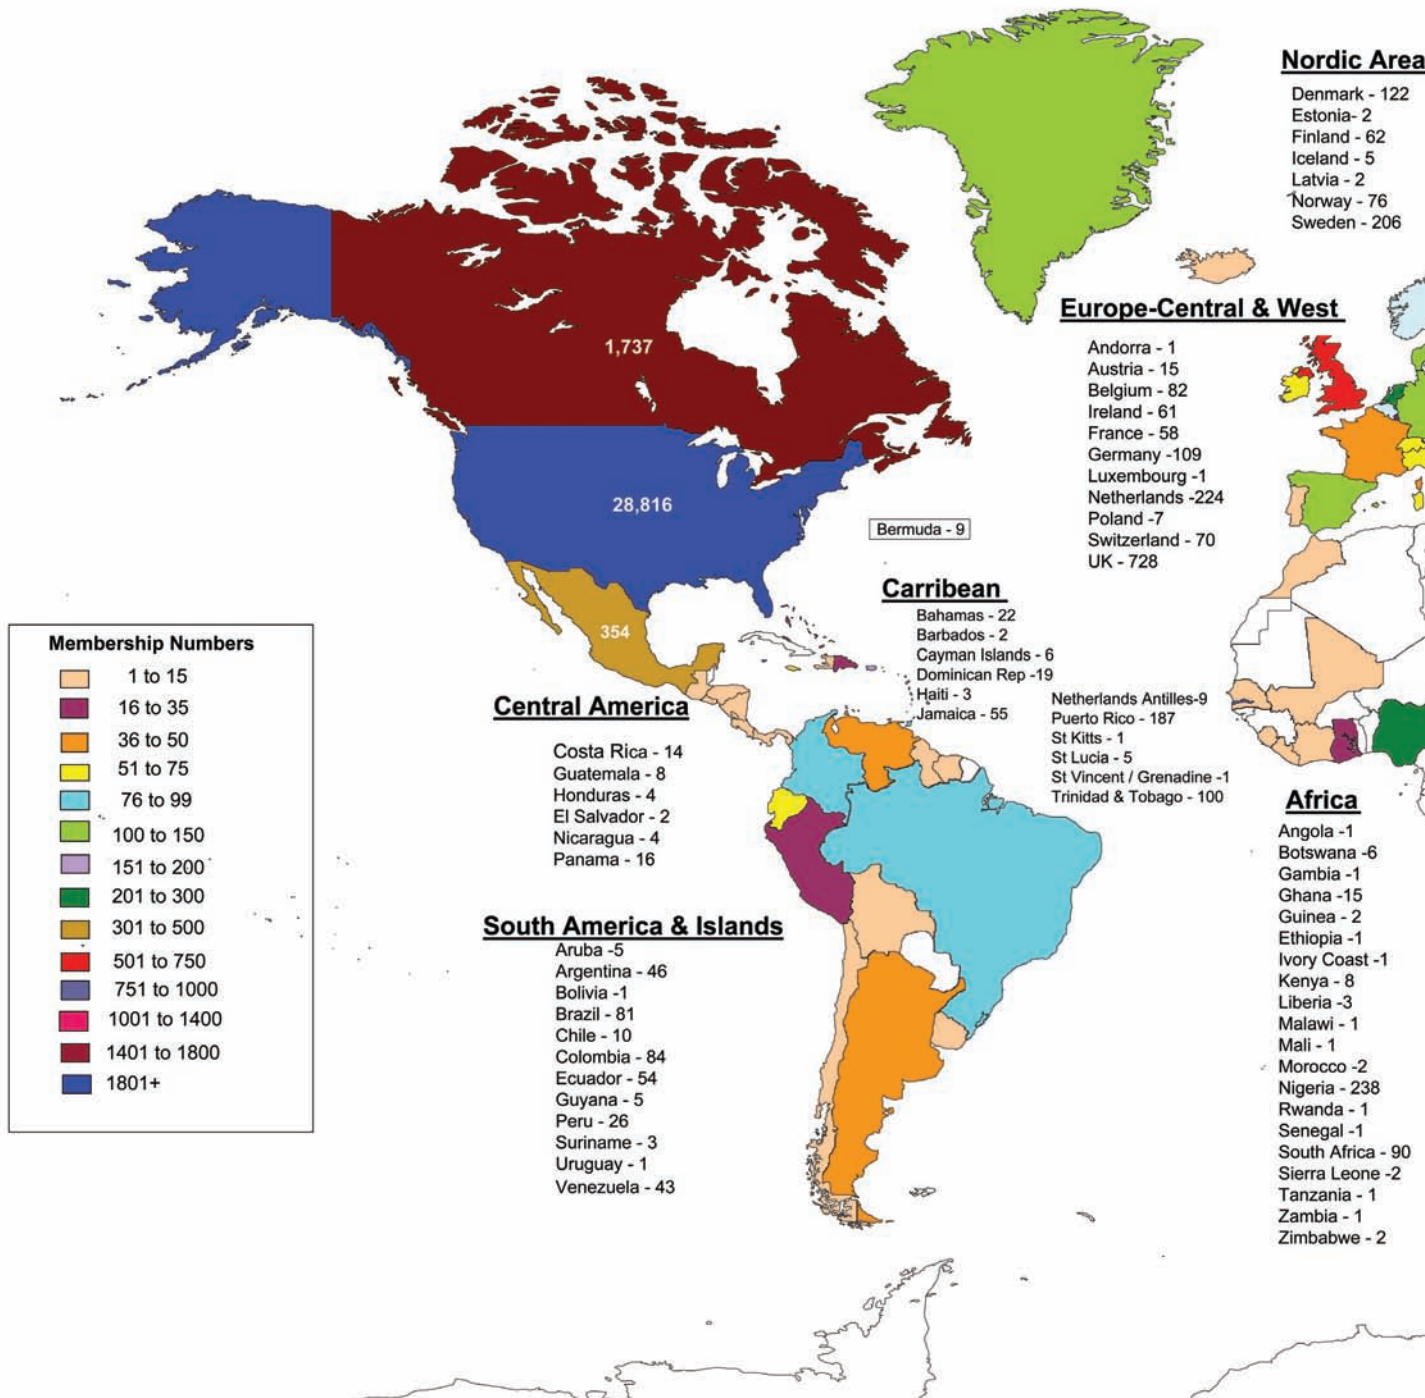 Nordic Area
Denmark - 122
Estonia- 2
Finland - 62
Iceland - 5
Latvia - 2
Norway - 76
Sweden - 206
Europe-Central & West
Andorra - 1
Austria - 15
Belgium - 82
Ireland - 61
France - 58
Germany -109
Luxembourg -1
Netherlands -224
Poland -7
Switzerland - 70
UK - 728
1,737
28,816
354
Bermuda - 9
Carribean
Bahamas - 22
Barbados - 2
Cayman Islands - 6
Dominican Rep -19
Haiti - 3
Jamaica - 55
Netherlands Antilles-9
Puerto Rico - 187
St Kitts - 1
St Lucia - 5
St Vincent / Grenadine -1
Trinidad & Tobago - 100
Membership Numbers
1 to 15
16 to 35
36 to 50
51 to 75
76 to 99
100 to 150
151 to 200
201 to 300
301 to 500
501 to 750
751 to 1000
1001 to 1400
1401 to 1800
1801+
Central America
Costa Rica - 14
Guatemala - 8
Honduras - 4
El Salvador - 2
Nicaragua - 4
Panama - 16
South America & Islands
Aruba -5
Argentina - 46
Bolivia -1
Brazil - 81
Chile - 10
Colombia - 84
Ecuador - 54
Guyana - 5
Peru - 26
Suriname - 3
Uruguay - 1
Venezuela - 43
Africa
Angola -1
Botswana -6
Gambia -1
Ghana -15
Guinea - 2
Ethiopia -1
Ivory Coast -1
Kenya - 8
Liberia -3
Malawi - 1
Mali - 1
Morocco -2
Nigeria - 238
Rwanda - 1
Senegal -1
South Africa - 90
Sierra Leone -2
Tanzania - 1
Zambia - 1
Zimbabwe - 2